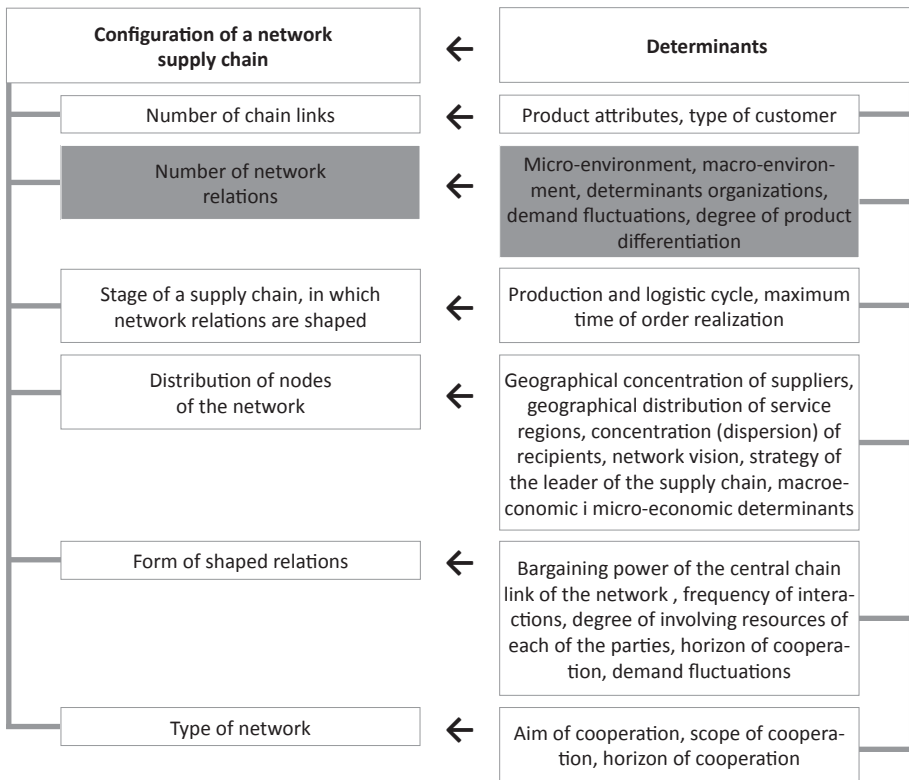 Configuration of a network
supply chain
←
Determinants
Number of chain links
←
Product attributes, type of customer
Number of network
relations
←
Micro-environment, macro-environ-
ment, determinants organizations,
demand fluctuations, degree of product
differentiation
Stage of a supply chain, in which
network relations are shaped
←
Production and logistic cycle, maximum
time of order realization
Distribution of nodes
of the network
←
Geographical concentration of suppliers,
geographical distribution of service
regions, concentration (dispersion) of
recipients, network vision, strategy of
the leader of the supply chain, macroe-
conomic i micro-economic determinants
Form of shaped relations
←
Bargaining power of the central chain
link of the network , frequency of intera-
ctions, degree of involving resources of
each of the parties, horizon of coopera-
tion, demand fluctuations
Type of network
←
Aim of cooperation, scope of coopera-
tion, horizon of cooperation